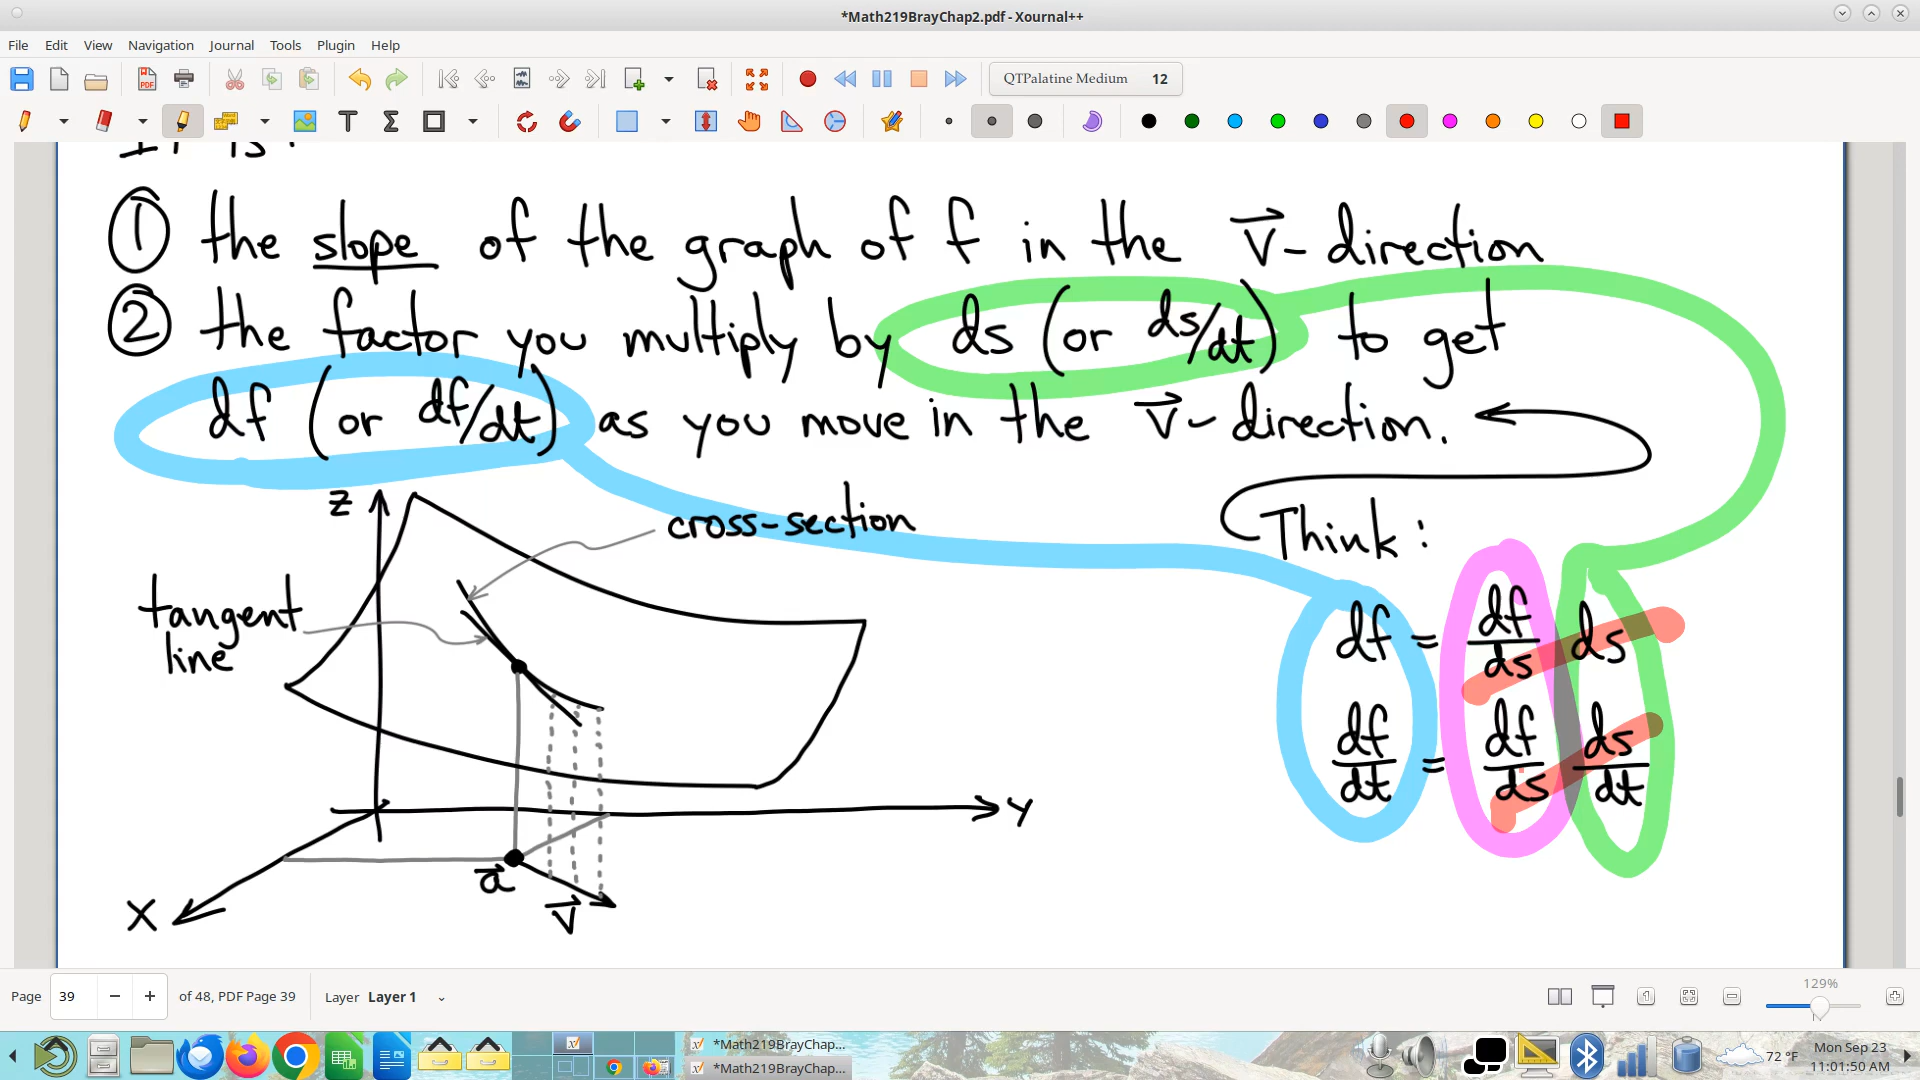 *Math219BrayChap2.pdf - Xournal++
File Edit View Navigation Journal Tools Plugin Help
QTPalatine Medium 12
It is:
① the slope of the graph of f in the v⃗-direction
② the factor you multiply by ds (or ds/dt) to get
df (or df/dt) as you move in the v⃗-direction.
z
cross-section
Think:
tangent
line
df = df/ds ds
df/dt = df/ds ds/dt
y
a⃗
x
v⃗
Page 39 of 48, PDF Page 39 Layer Layer 1
129%
*Math219BrayChap...
*Math219BrayChap...
72 °F
Mon Sep 23
11:01:50 AM